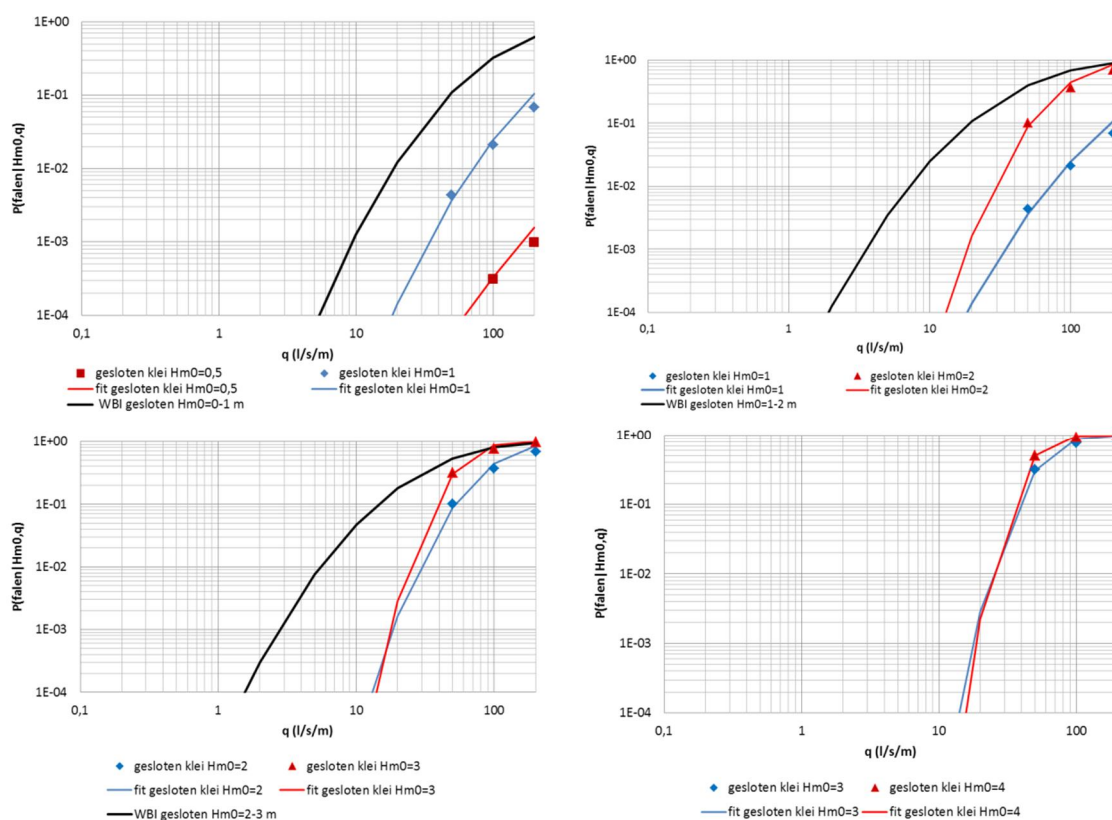 1E+00
1E-01
1E-02
1E-03
1E-04
P(falen|Hm0,q)
0,1 1 10 100
q (l/s/m)
gesloten klei Hm0=0,5 gesloten klei Hm0=1
fit gesloten klei Hm0=0,5 fit gesloten klei Hm0=1
WBI gesloten Hm0=0-1 m
1E+00
1E-01
1E-02
1E-03
1E-04
P(falen|Hm0,q)
0,1 1 10 100
q (l/s/m)
gesloten klei Hm0=1 gesloten klei Hm0=2
fit gesloten klei Hm0=1 fit gesloten klei Hm0=2
WBI gesloten Hm0=1-2 m
1E+00
1E-01
1E-02
1E-03
1E-04
P(falen|Hm0,q)
0,1 1 10 100
q (l/s/m)
gesloten klei Hm0=2 gesloten klei Hm0=3
fit gesloten klei Hm0=2 fit gesloten klei Hm0=3
WBI gesloten Hm0=2-3 m
1E+00
1E-01
1E-02
1E-03
1E-04
P(falen|Hm0,q)
0,1 1 10 100
q (l/s/m)
gesloten klei Hm0=3 gesloten klei Hm0=4
fit gesloten klei Hm0=3 fit gesloten klei Hm0=4